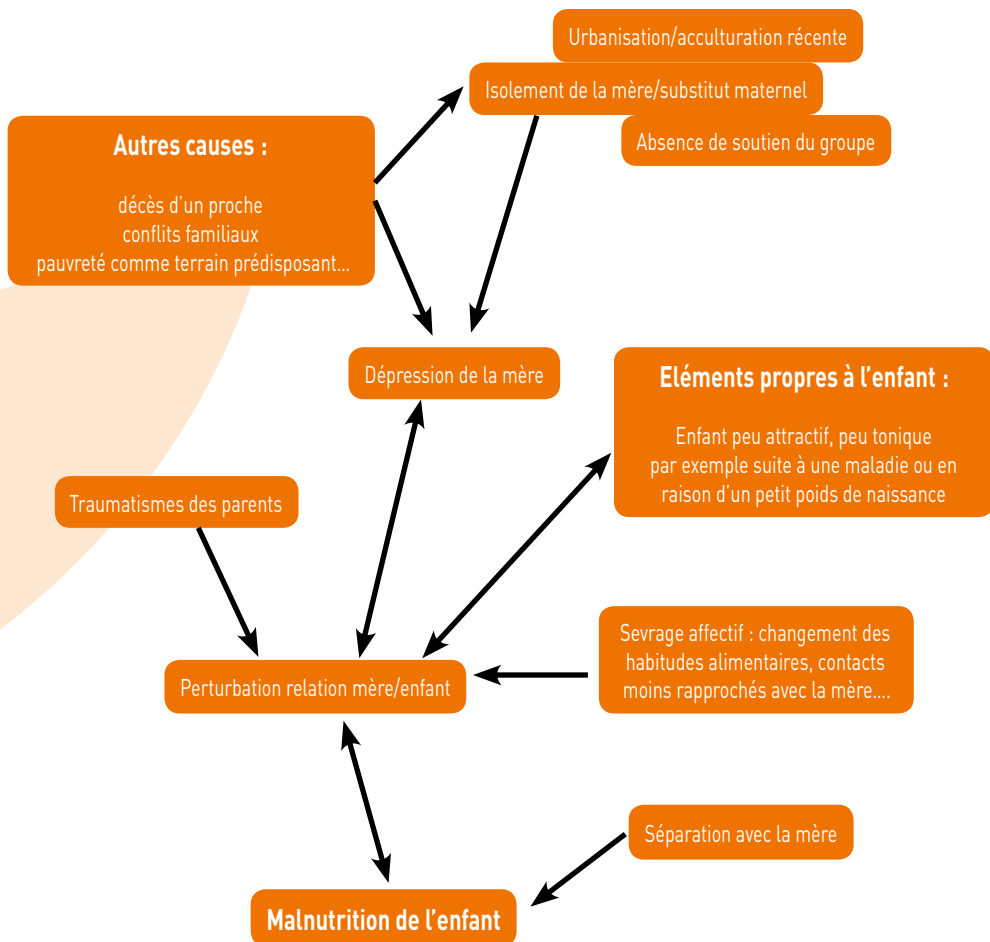 Urbanisation/acculturation récente
Isolement de la mère/substitut maternel
Absence de soutien du groupe
Autres causes :
décès d’un proche
conflits familiaux
pauvreté comme terrain prédisposant...
Dépression de la mère
Eléments propres à l’enfant :
Enfant peu attractif, peu tonique
par exemple suite à une maladie ou en
raison d’un petit poids de naissance
Traumatismes des parents
Sevrage affectif : changement des
habitudes alimentaires, contacts
moins rapprochés avec la mère....
Perturbation relation mère/enfant
Séparation avec la mère
Malnutrition de l’enfant